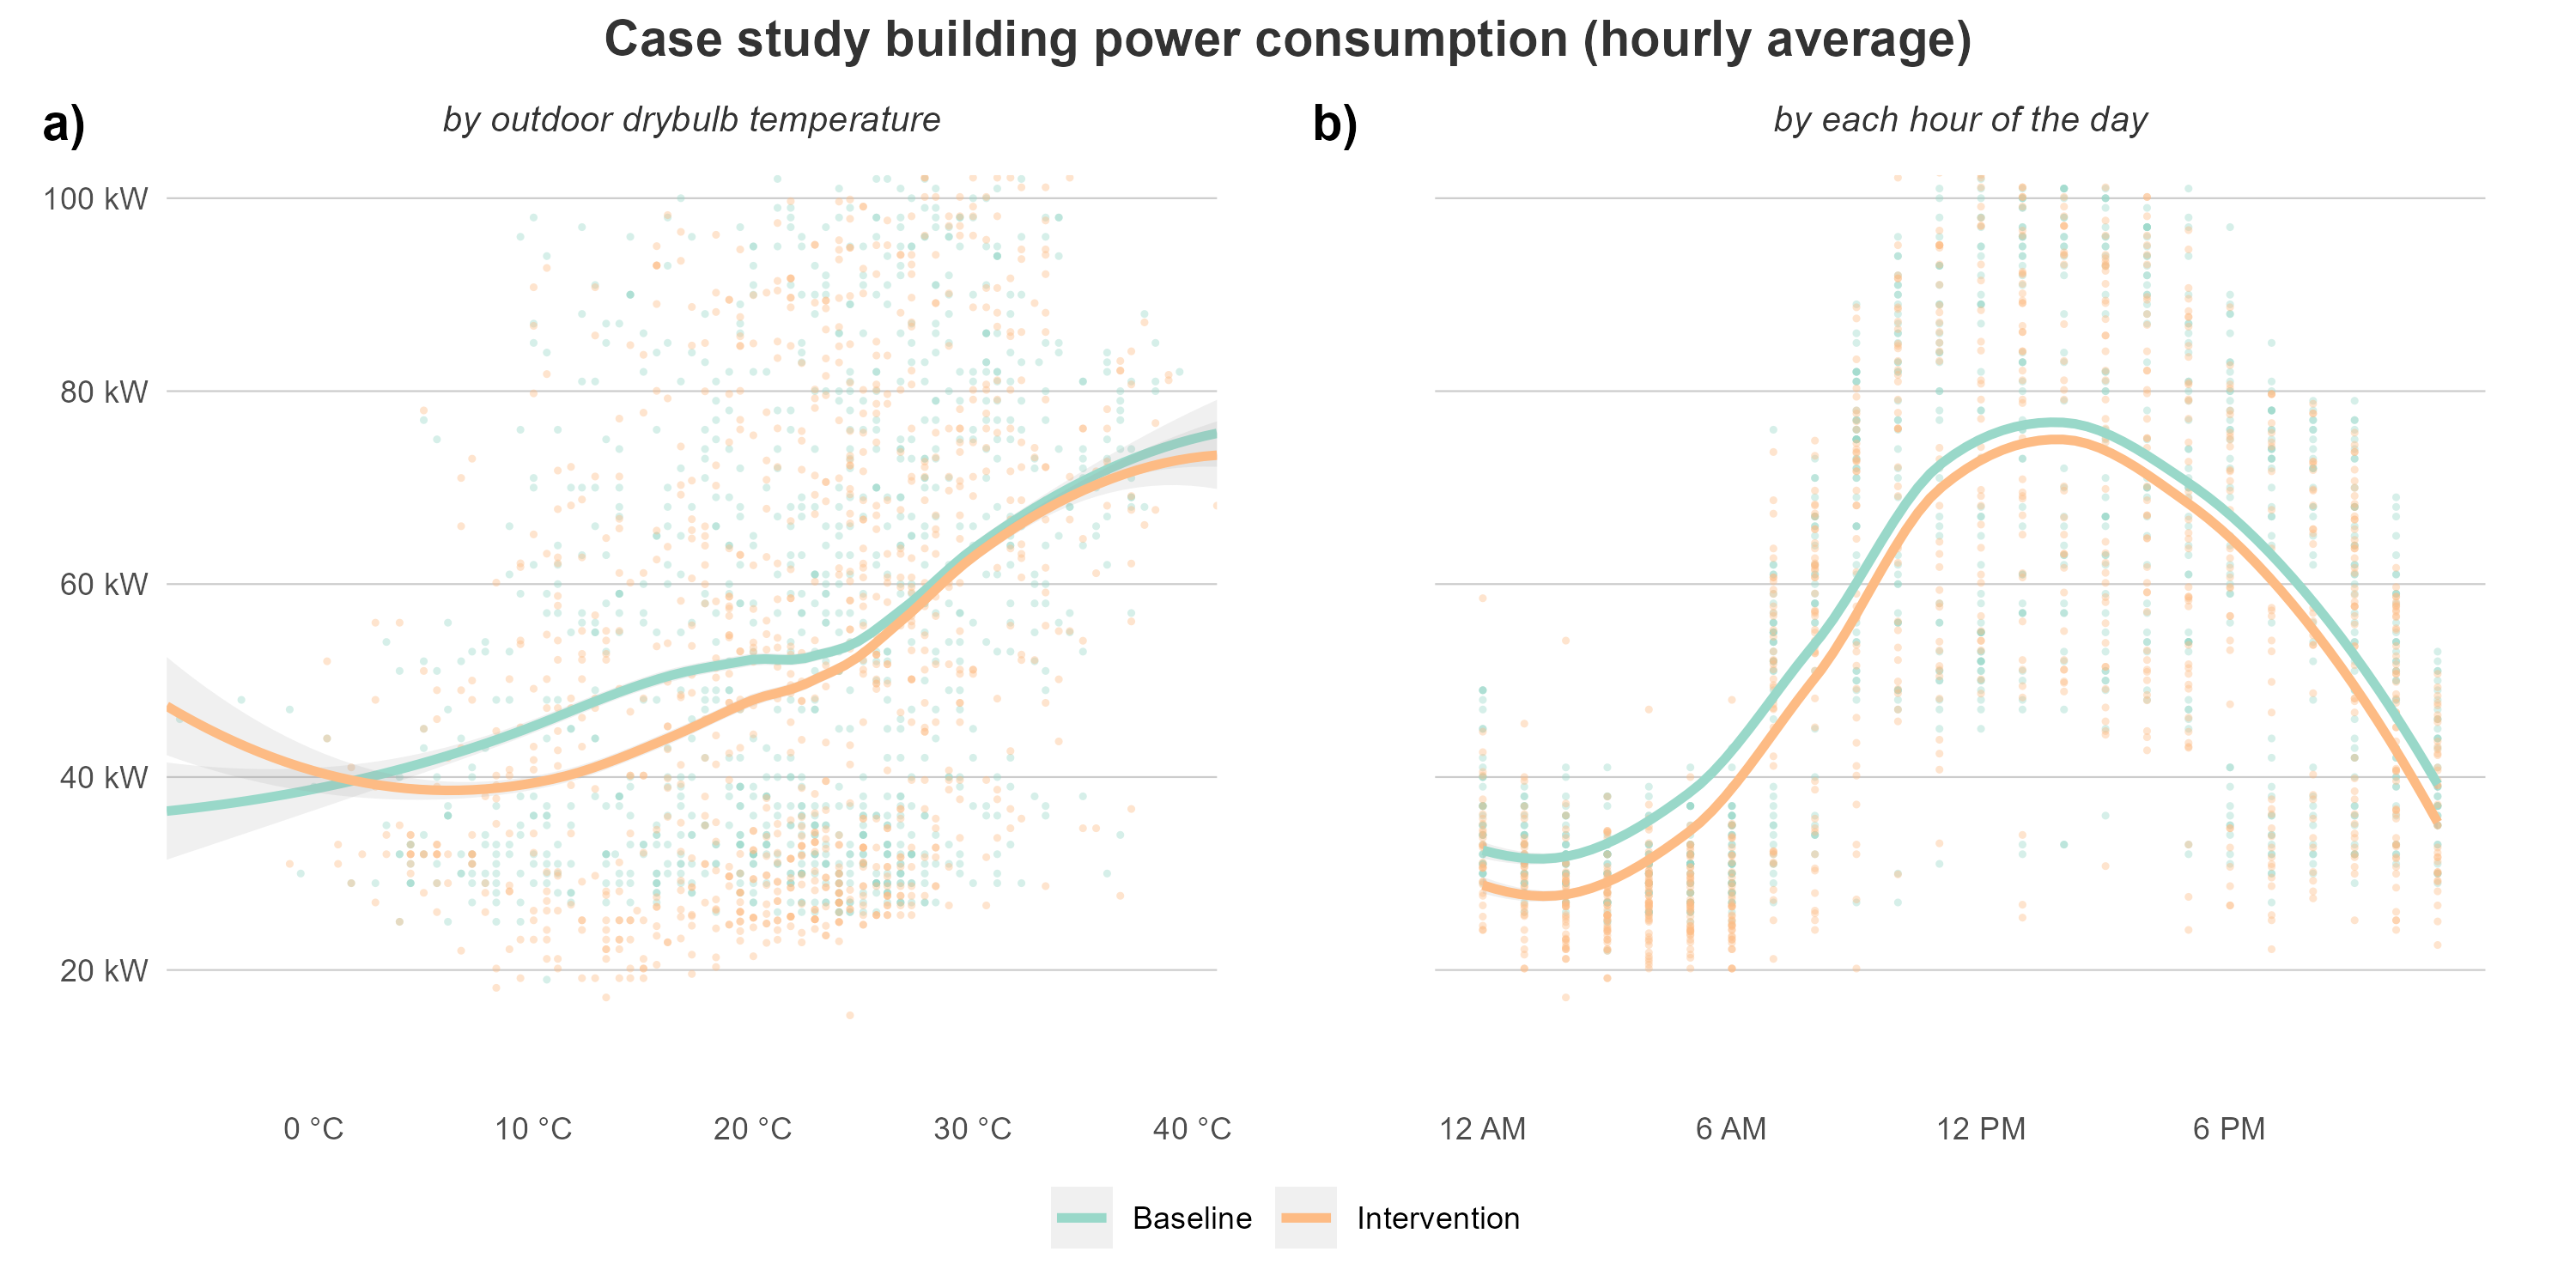 Case study building power consumption (hourly average)
a)
by outdoor drybulb temperature
100 kW
80 kW
60 kW
40 kW
20 kW
0 °C 10 °C 20 °C 30 °C 40 °C
b)
by each hour of the day
12 AM 6 AM 12 PM 6 PM
Baseline Intervention